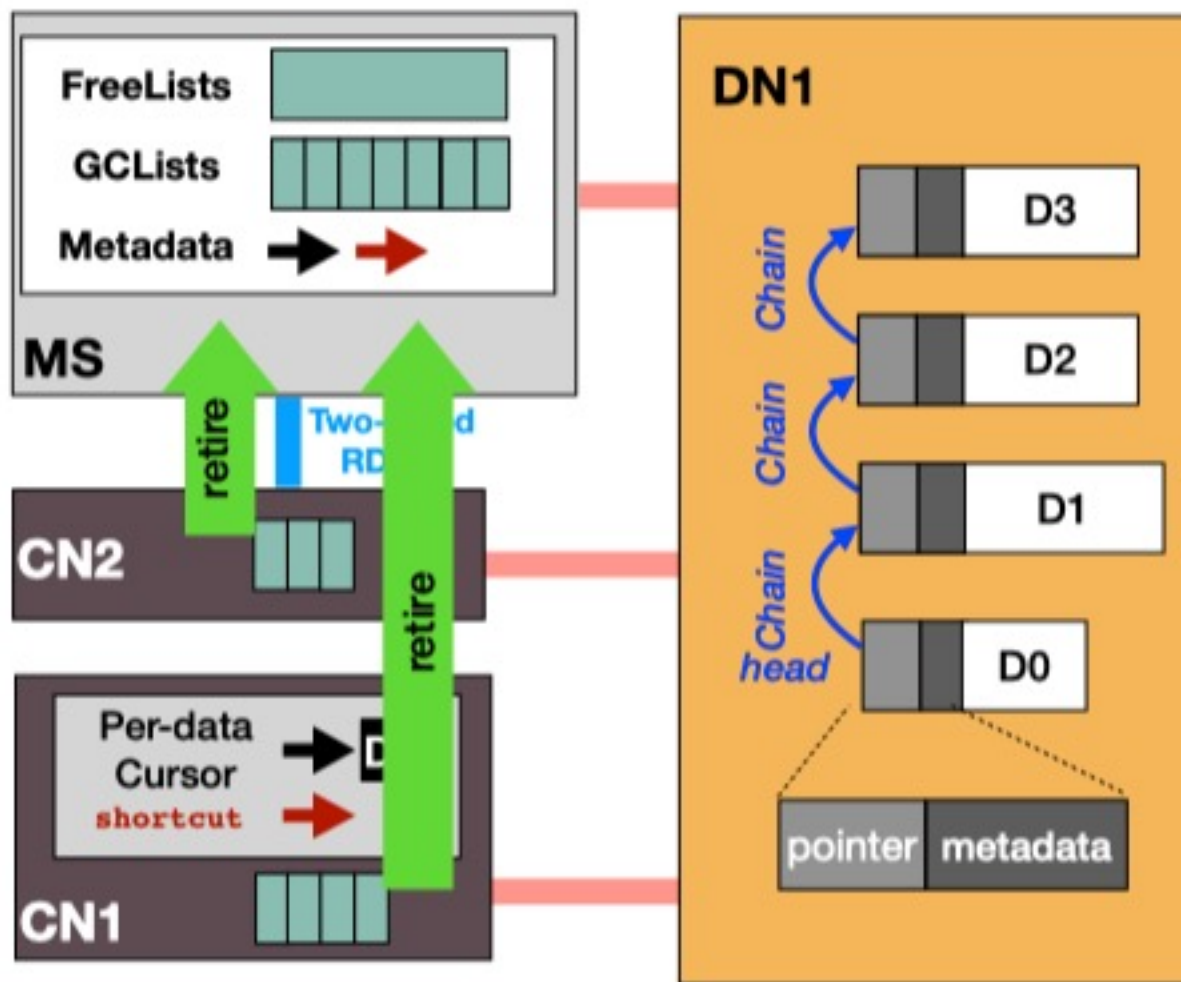 FreeLists
GCLists
Metadata
MS
retire
retire
CN2
Per-data
Cursor
shortcut
CN1
DN1
D3
Chain
D2
Chain
D1
Chain
head
D0
pointer
metadata